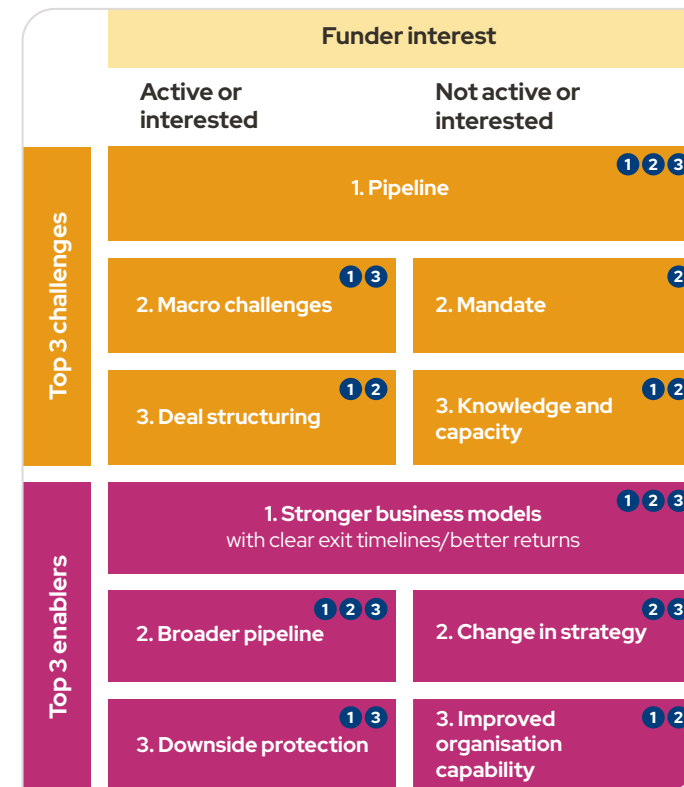 Funder interest
Active or
interested
Not active or
interested
Top 3 challenges
1 2 3
1. Pipeline
1 3
2. Macro challenges
2
2. Mandate
1 2
3. Deal structuring
1 2
3. Knowledge and
capacity
Top 3 enablers
1 2 3
1. Stronger business models
with clear exit timelines/better returns
1 2 3
2. Broader pipeline
2 3
2. Change in strategy
1 3
3. Downside protection
1 2
3. Improved
organisation
capability